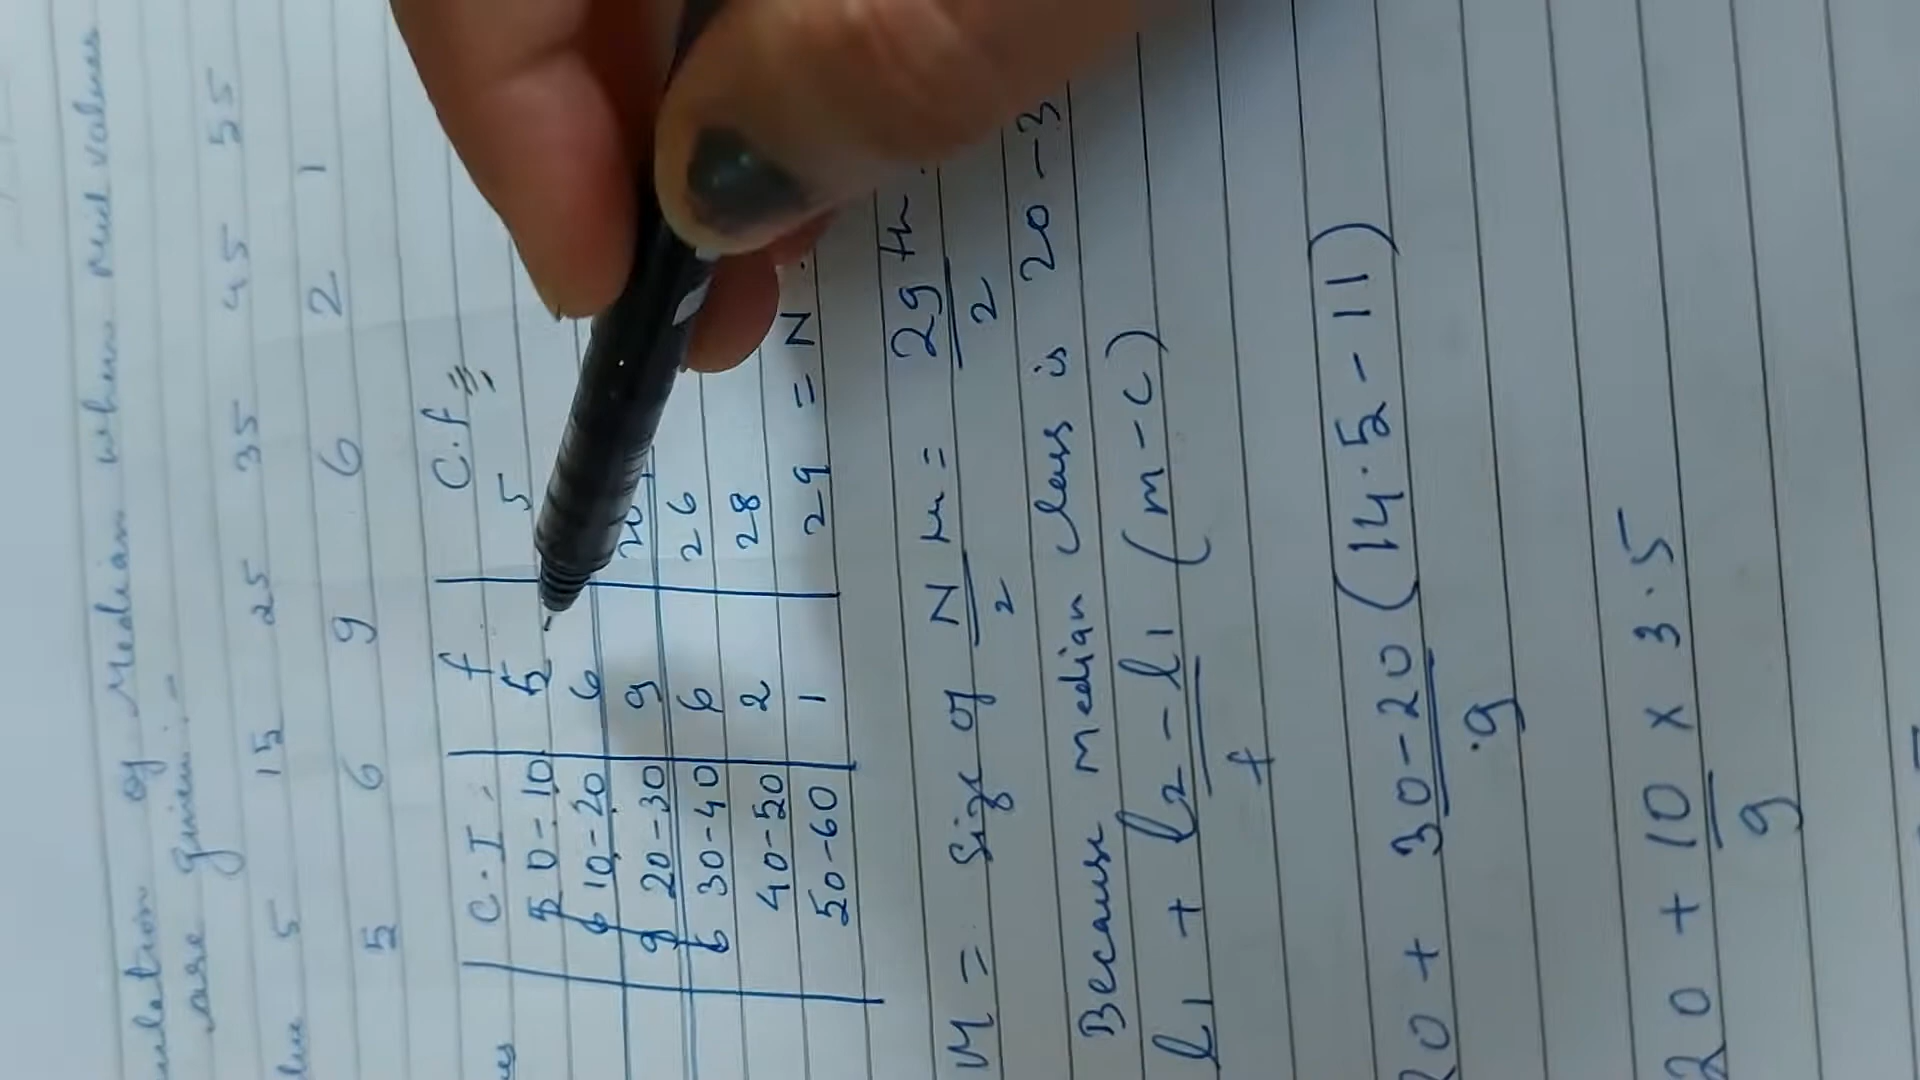 of Median when mid values
are given :-
5 15 25 35 45 55
5 6 9 6 2 1
C.I f C.f
0-10 5 5
10-20 6
20-30 9 20
30-40 6 26
40-50 2 28
50-60 1 29 = N
M = Size of N/2 = 29/2 th
Because median class is 20-3
l1 + l2 - l1 / f (m - c)
20 + 30-20 / 9 (14.5 - 11)
20 + 10 / 9 × 3.5